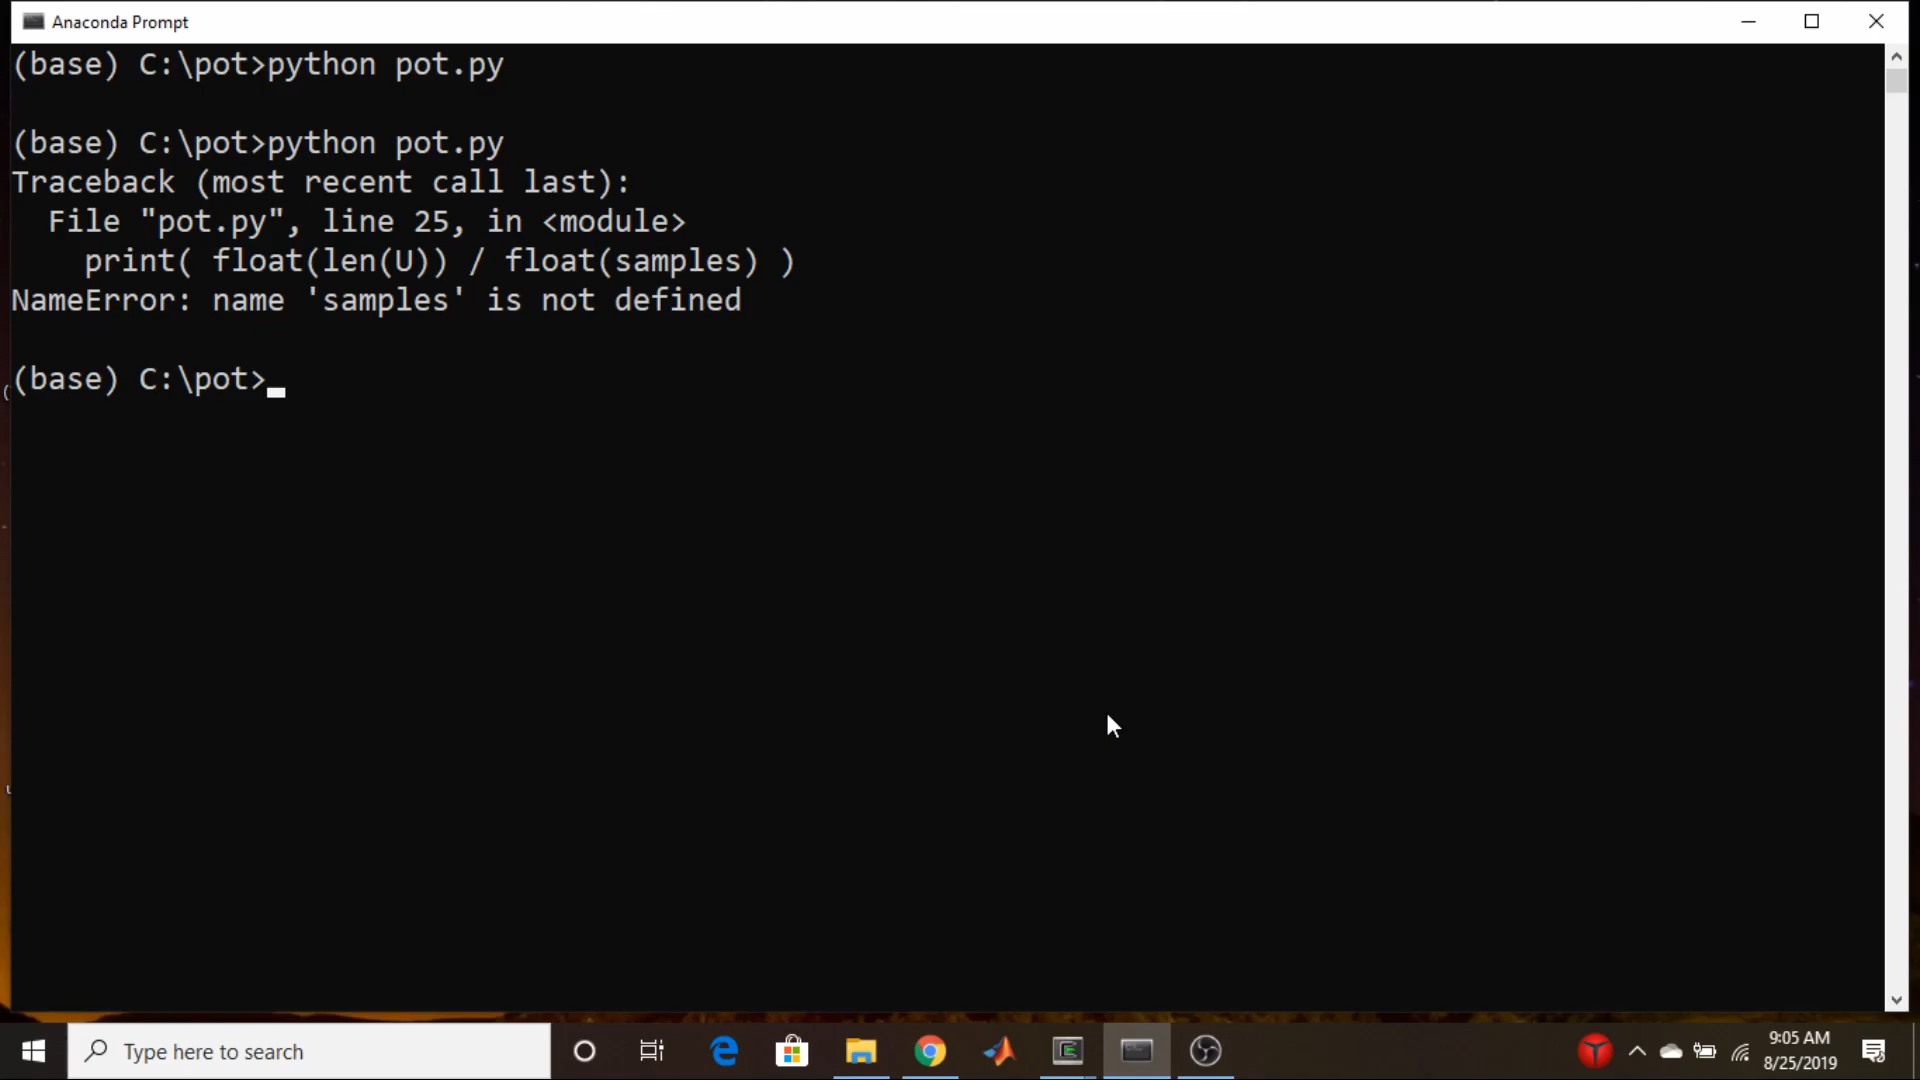 Anaconda Prompt
(base) C:\pot>python pot.py
(base) C:\pot>python pot.py
Traceback (most recent call last):
  File "pot.py", line 25, in <module>
    print( float(len(U)) / float(samples) )
NameError: name 'samples' is not defined
(base) C:\pot>
Type here to search
9:05 AM
8/25/2019